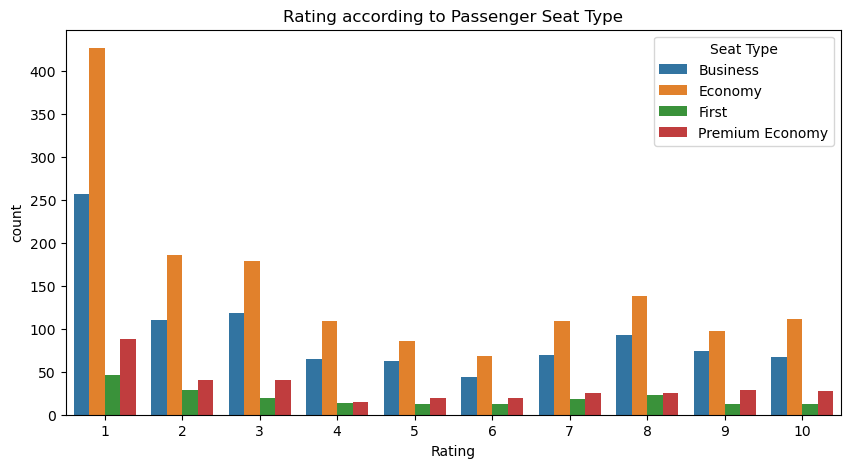 Rating according to Passenger Seat Type
Seat Type
Business
Economy
First
Premium Economy
count
400
350
300
250
200
150
100
50
0
1 2 3 4 5 6 7 8 9 10
Rating